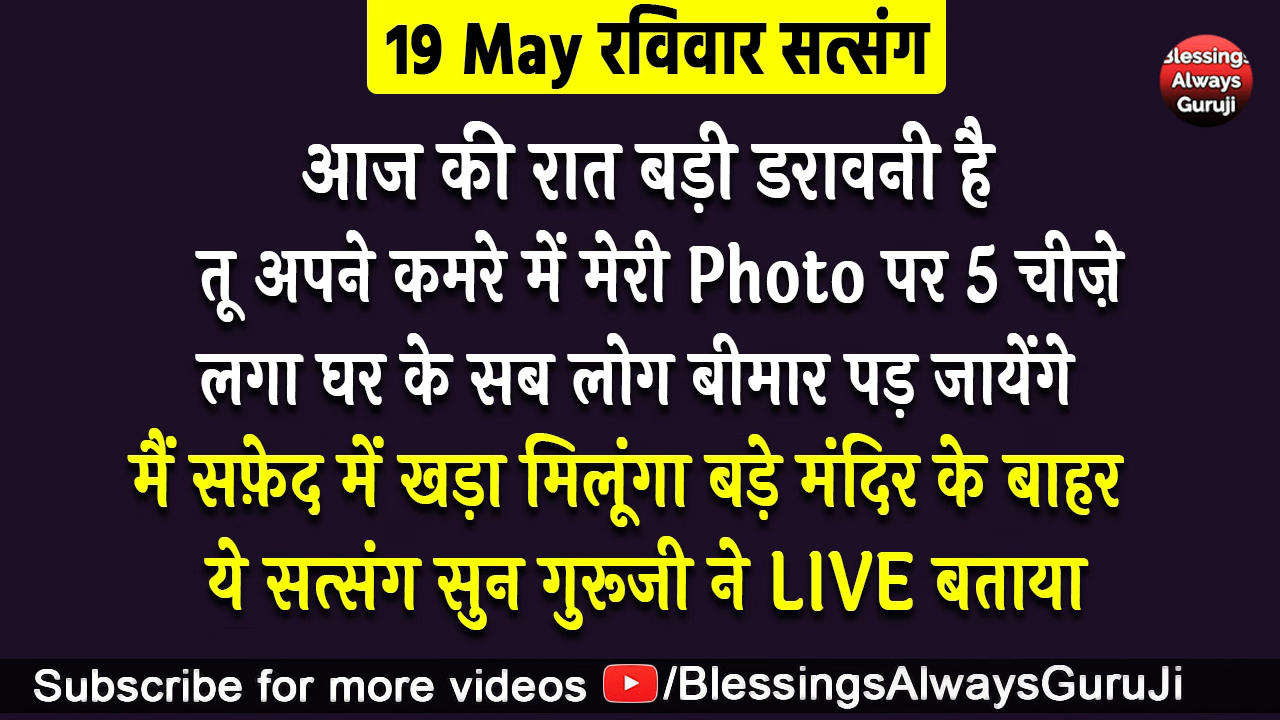 19 May रविवार सत्संग
Blessings
Always
Guruji
आज की रात बड़ी डरावनी है
तू अपने कमरे में मेरी Photo पर 5 चीज़े
लगा घर के सब लोग बीमार पड़ जायेंगे
मैं सफ़ेद में खड़ा मिलूंगा बड़े मंदिर के बाहर
ये सत्संग सुन गुरूजी ने LIVE बताया
Subscribe for more videos /BlessingsAlwaysGuruJi